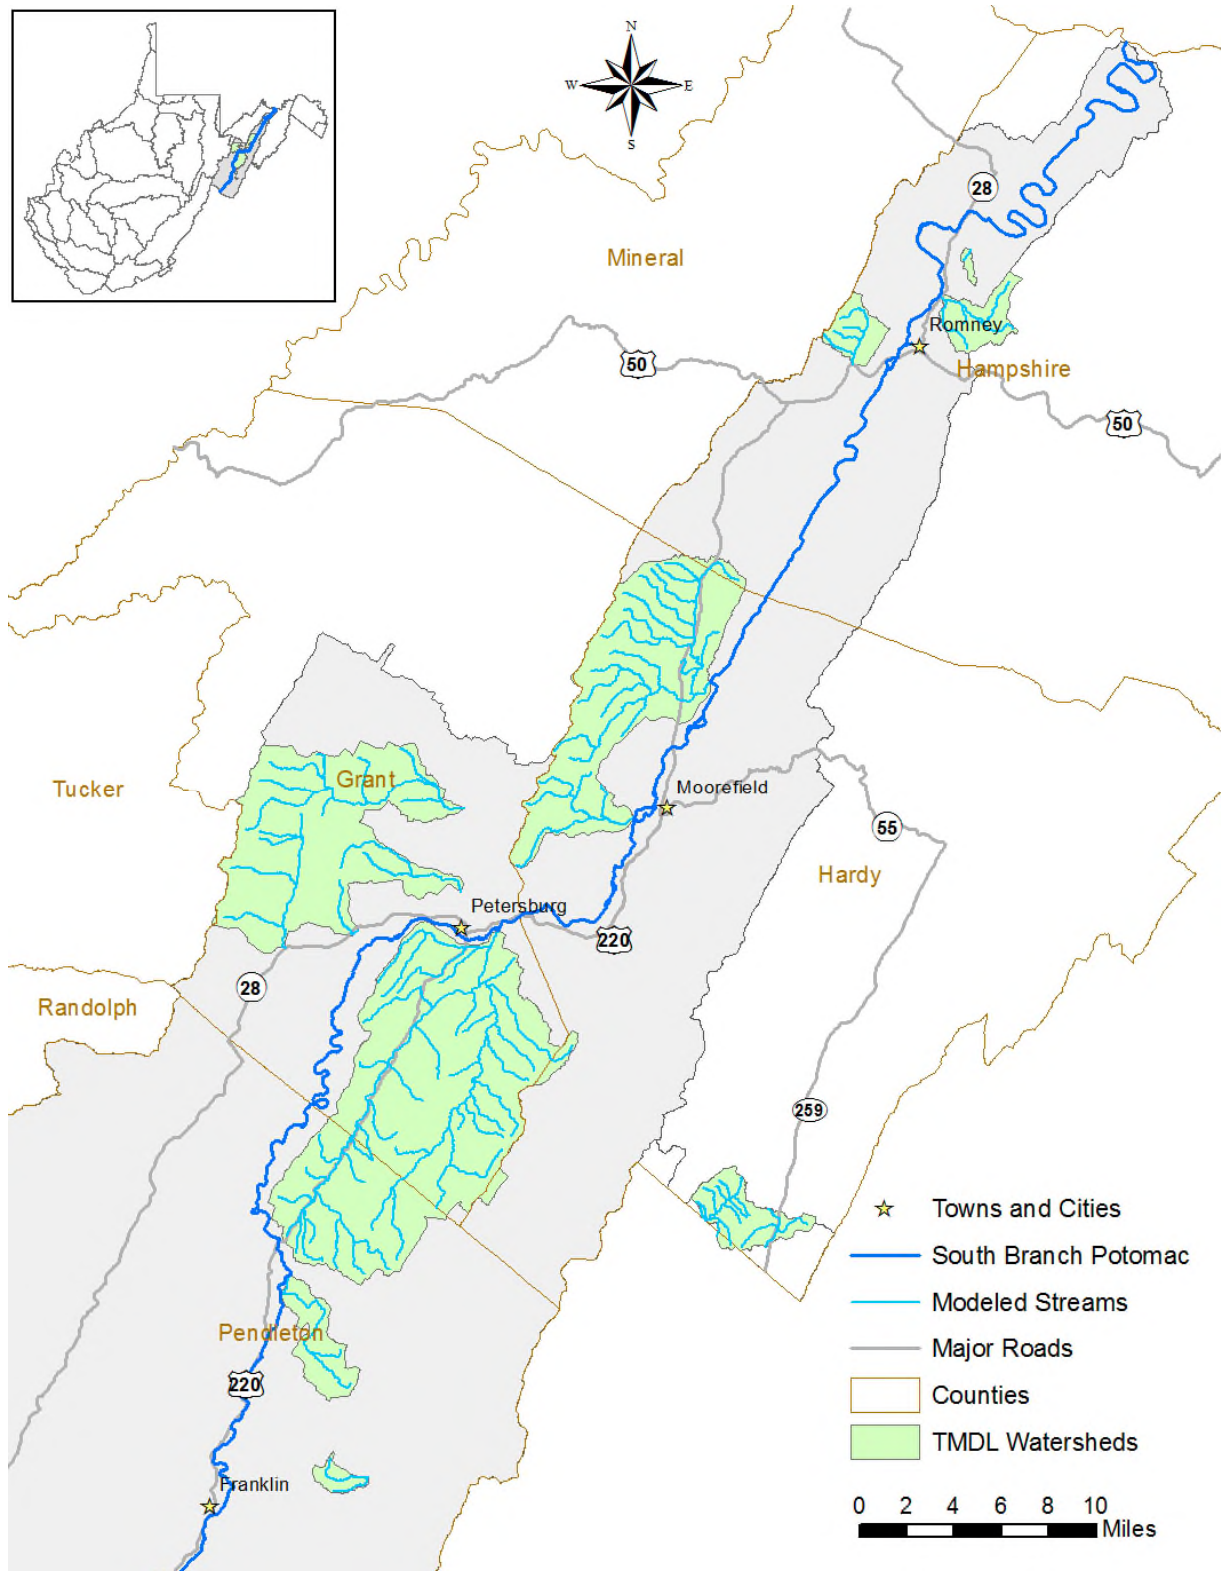 N
W
E
S
28
Mineral
Romney
50
Hampshire
50
Grant
Tucker
Moorefield
55
Hardy
Petersburg
220
28
Randolph
259
Towns and Cities
South Branch Potomac
Modeled Streams
Pendleton
Major Roads
220
Counties
TMDL Watersheds
Franklin
0 2 4 6 8 10
Miles